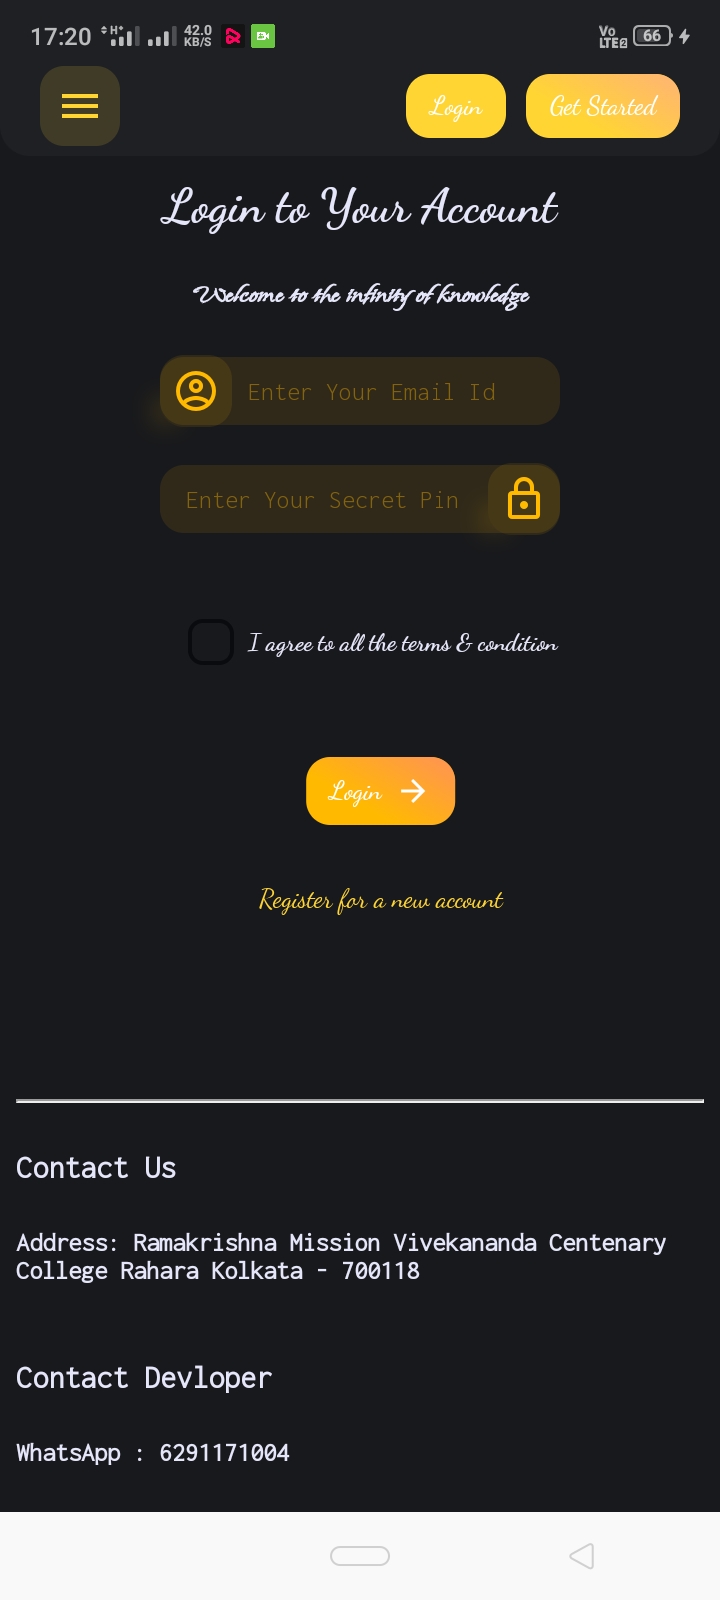 17:20 H+ 42.0 KB/S Vo LTE2 66
Login Get Started
Login to Your Account
Welcome to the infinity of knowledge
Enter Your Email Id
Enter Your Secret Pin
I agree to all the terms & condition
Login
Register for a new account
Contact Us
Address: Ramakrishna Mission Vivekananda Centenary
College Rahara Kolkata - 700118
Contact Devloper
WhatsApp : 6291171004